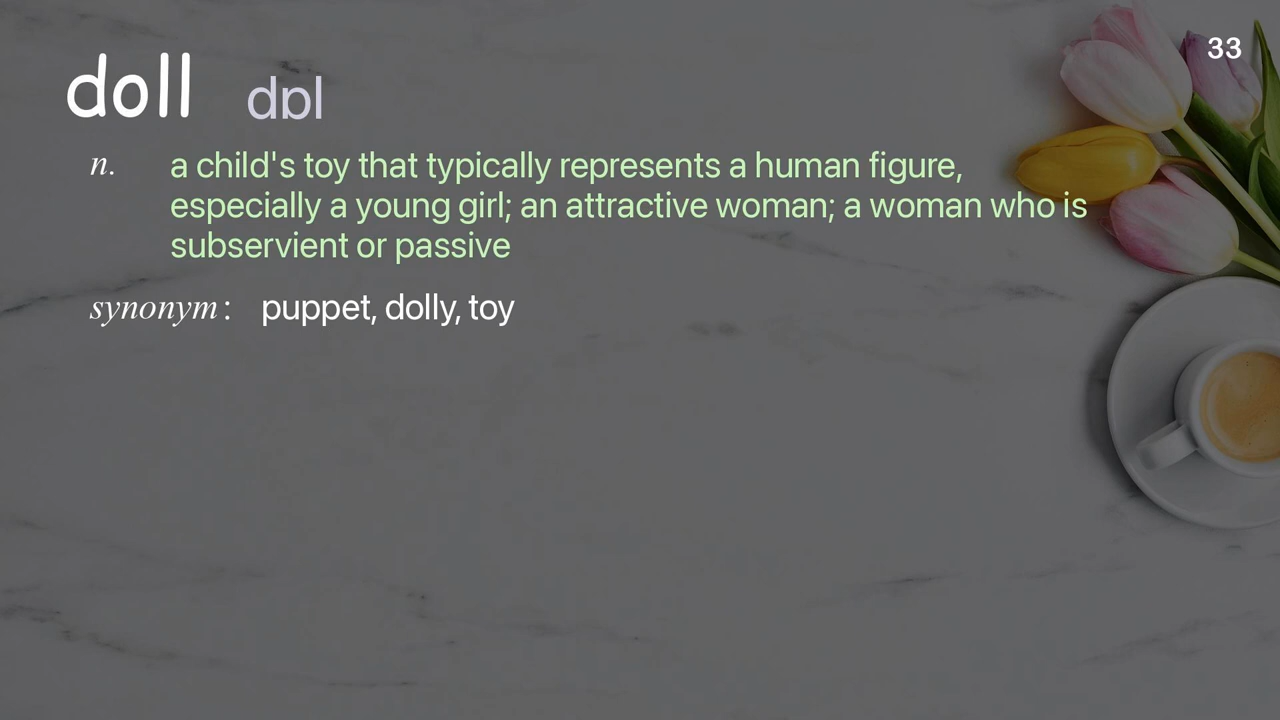 33
doll dɒl
n. a child's toy that typically represents a human figure,
especially a young girl; an attractive woman; a woman who is
subservient or passive
synonym: puppet, dolly, toy